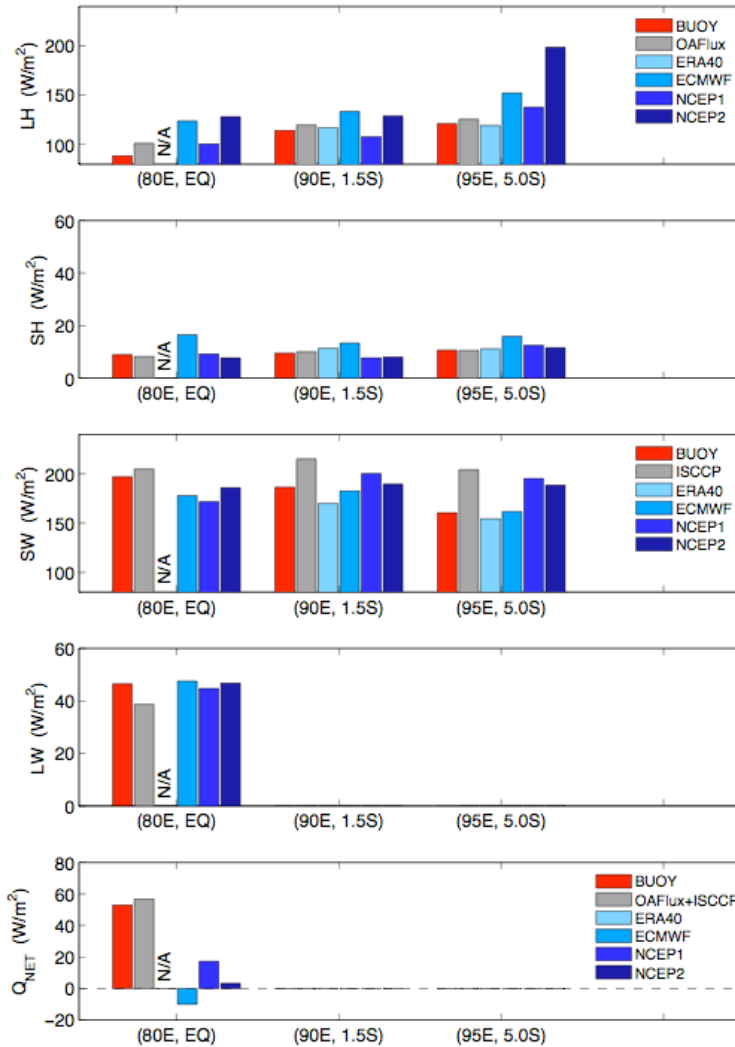 LH (W/m²)
200
150
100
N/A
BUOY
OAFlux
ERA40
ECMWF
NCEP1
NCEP2
(80E, EQ) (90E, 1.5S) (95E, 5.0S)
SH (W/m²)
60
40
20
0
N/A
(80E, EQ) (90E, 1.5S) (95E, 5.0S)
SW (W/m²)
200
150
100
N/A
BUOY
ISCCP
ERA40
ECMWF
NCEP1
NCEP2
(80E, EQ) (90E, 1.5S) (95E, 5.0S)
LW (W/m²)
60
40
20
0
N/A
(80E, EQ) (90E, 1.5S) (95E, 5.0S)
Q_NET (W/m²)
80
60
40
20
0
−20
N/A
BUOY
OAFlux+ISCCP
ERA40
ECMWF
NCEP1
NCEP2
(80E, EQ) (90E, 1.5S) (95E, 5.0S)